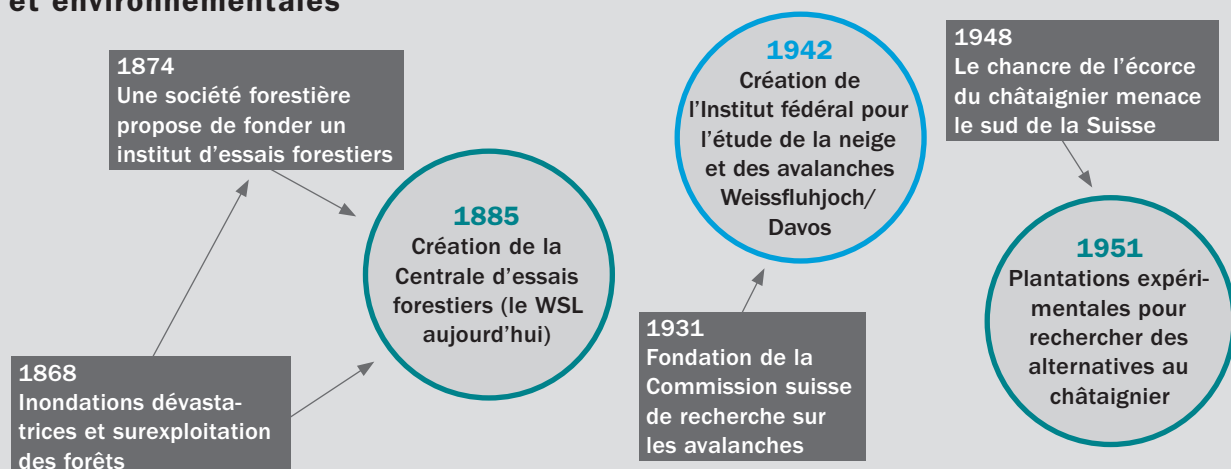 et environnementales
1874
Une société forestière
propose de fonder un
institut d'essais forestiers
1868
Inondations dévasta-
trices et surexploitation
des forêts
1885
Création de la
Centrale d'essais
forestiers (le WSL
aujourd'hui)
1942
Création de
l'Institut fédéral pour
l'étude de la neige
et des avalanches
Weissfluhjoch/
Davos
1931
Fondation de la
Commission suisse
de recherche sur
les avalanches
1948
Le chancre de l'écorce
du châtaignier menace
le sud de la Suisse
1951
Plantations expéri-
mentales pour
rechercher des
alternatives au
châtaignier